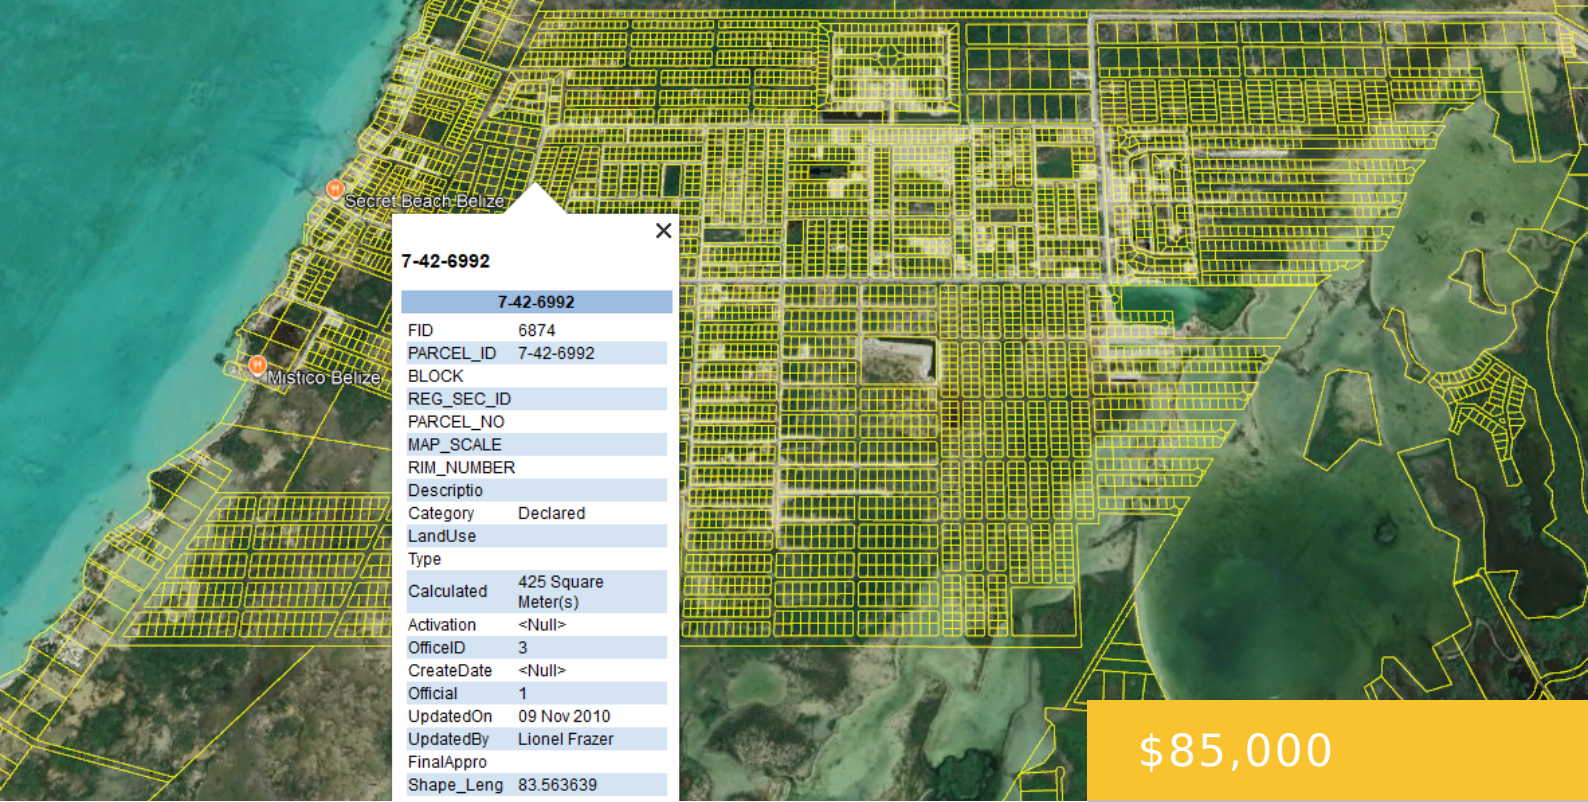 Secret Beach Belize
Mistico Belize
7-42-6992
7-42-6992
FID 6874
PARCEL_ID 7-42-6992
BLOCK
REG_SEC_ID
PARCEL_NO
MAP_SCALE
RIM_NUMBER
Descriptio
Category Declared
LandUse
Type
Calculated 425 Square
Meter(s)
Activation <Null>
OfficeID 3
CreateDate <Null>
Official 1
UpdatedOn 09 Nov 2010
UpdatedBy Lionel Frazer
FinalAppro
Shape_Leng 83.563639
$85,000